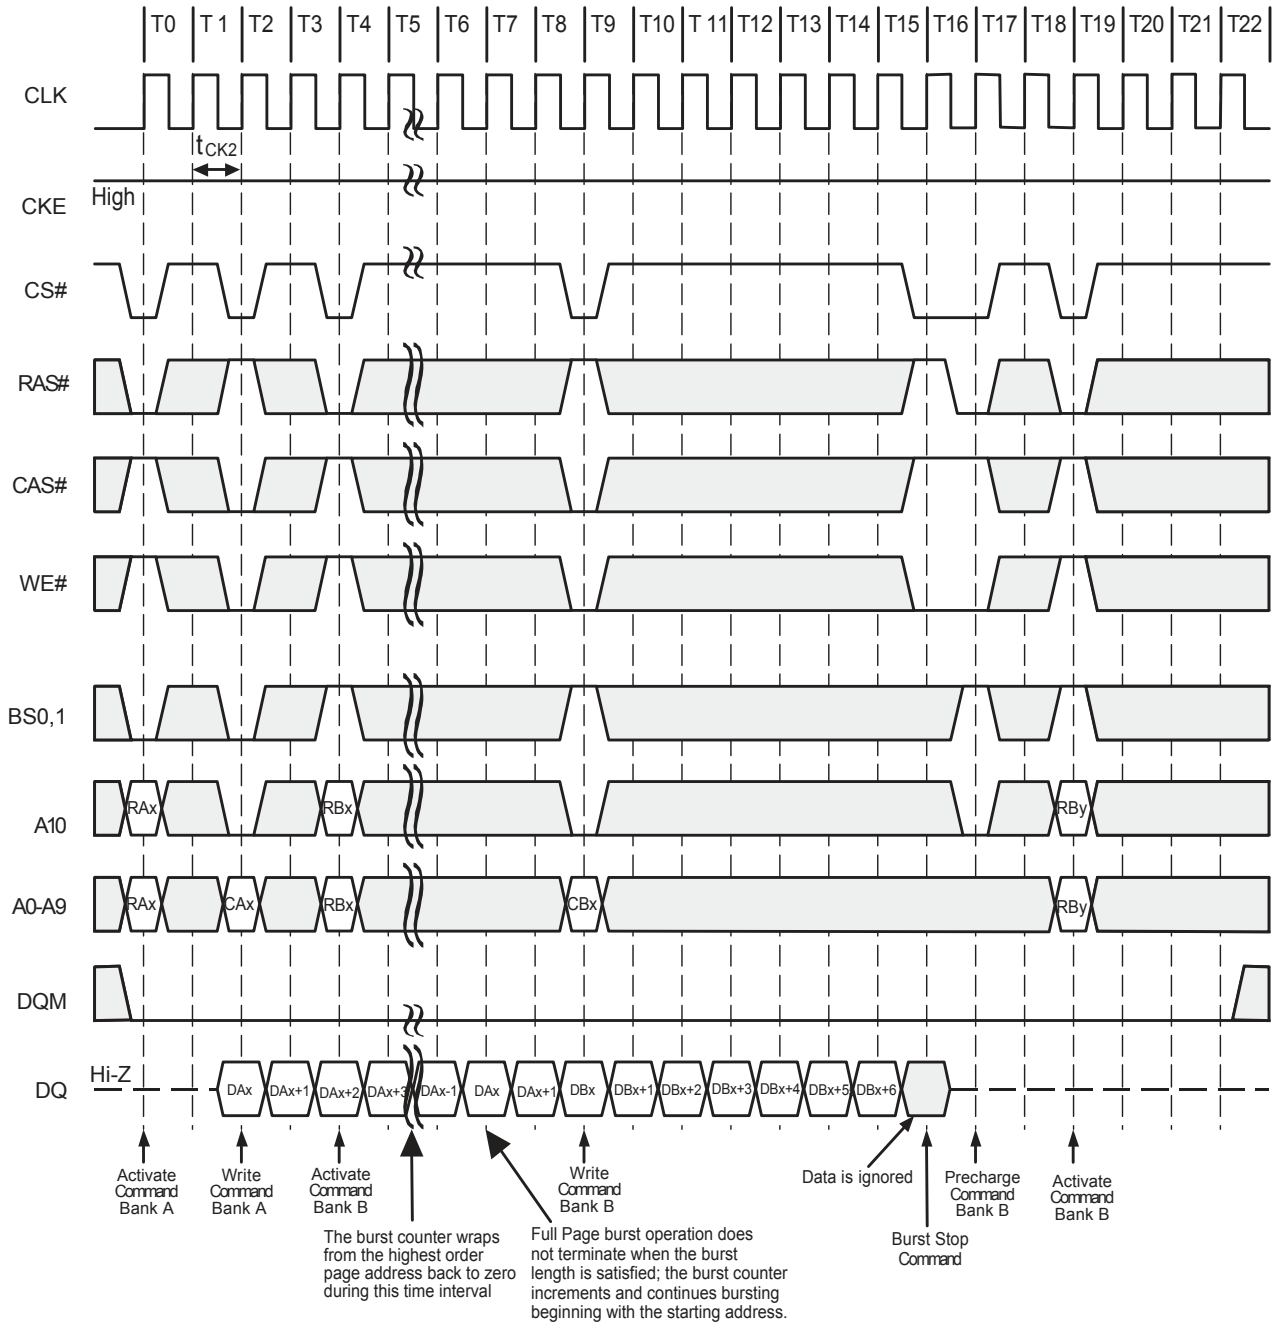 T0 T 1 T2 T3 T4 T5 T6 T7 T8 T9 T10 T 11 T12 T13 T14 T15 T16 T17 T18 T19 T20 T21 T22
CLK
tCK2
High
CKE
CS#
RAS#
CAS#
WE#
BS0,1
A10
RAx RBx RBy
A0-A9
RAx CAx RBx CBx RBy
DQM
Hi-Z
DQ
DAx DAx+1 DAx+2 DAx+3 DAx-1 DAx DAx+1 DBx DBx+1 DBx+2 DBx+3 DBx+4 DBx+5 DBx+6
Activate
Command
Bank A
Write
Command
Bank A
Activate
Command
Bank B
The burst counter wraps
from the highest order
page address back to zero
during this time interval
Full Page burst operation does
not terminate when the burst
length is satisfied; the burst counter
increments and continues bursting
beginning with the starting address.
Write
Command
Bank B
Data is ignored
Burst Stop
Command
Precharge
Command
Bank B
Activate
Command
Bank B